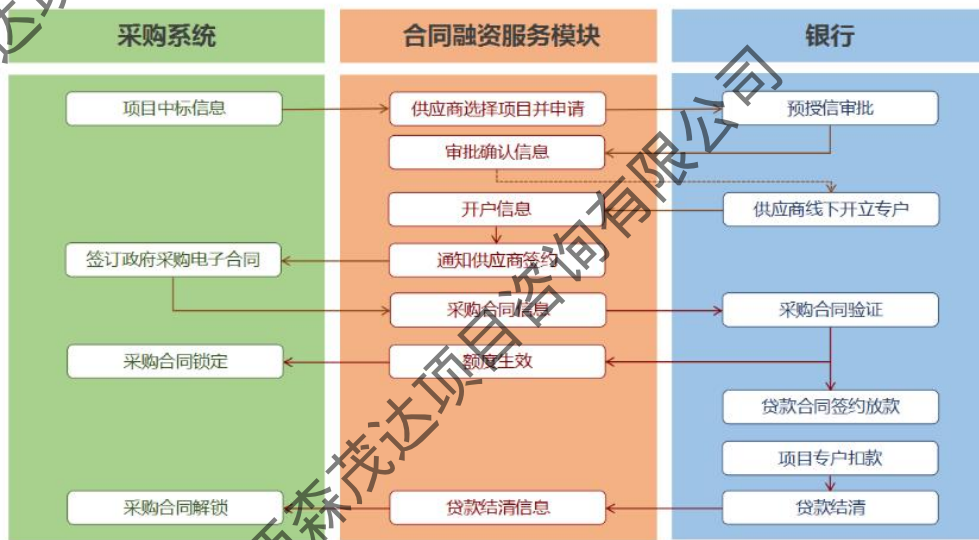 采购系统 合同融资服务模块 银行
项目中标信息 供应商选择项目并申请 预授信审批
审批确认信息
开户信息 供应商线下开立专户
签订政府采购电子合同 通知供应商签约
采购合同信息 采购合同验证
采购合同锁定 额度生效
贷款合同签约放款
项目专户扣款
采购合同解锁 贷款结清信息 贷款结清
森茂达项目咨询有限公司